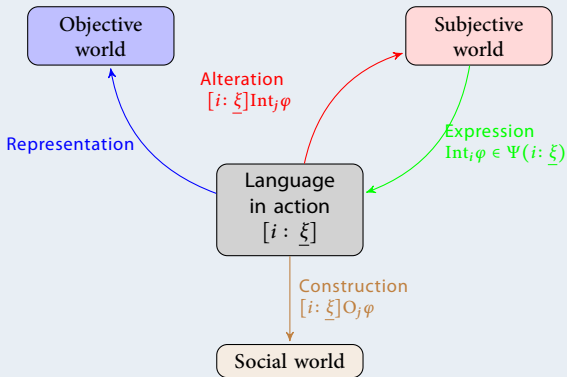 Objective
world
Subjective
world
Alteration
[i: ξ̲]Intⱼφ
Representation
Expression
Intᵢφ ∈ Ψ(i: ξ̲)
Language
in action
[i: ξ̲]
Construction
[i: ξ̲]Oⱼφ
Social world